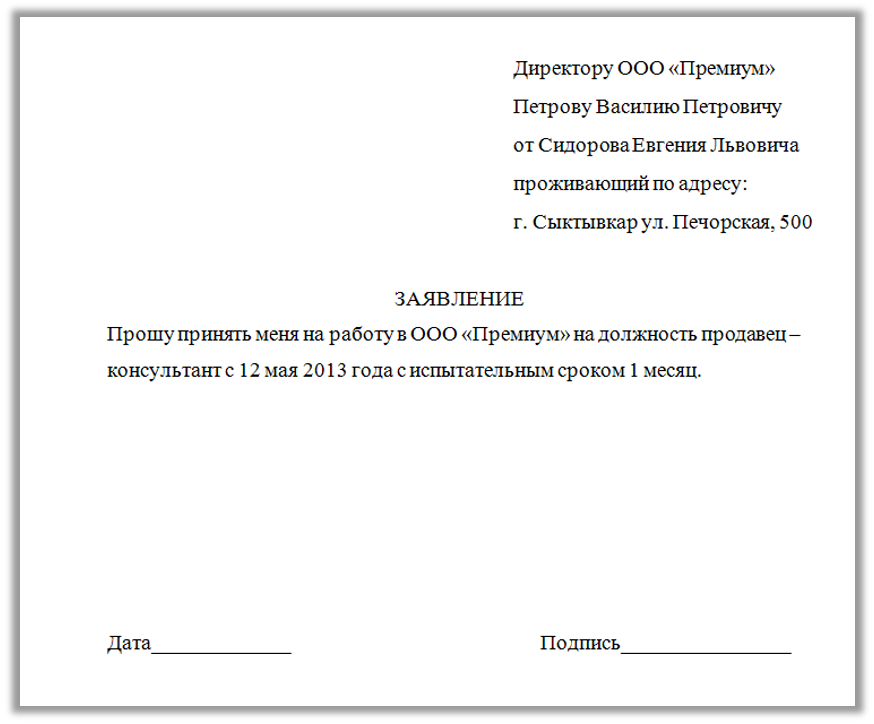 Директору ООО «Премиум»
Петрову Василию Петровичу
от Сидорова Евгения Львовича
проживающий по адресу:
г. Сыктывкар ул. Печорская, 500
ЗАЯВЛЕНИЕ
Прошу принять меня на работу в ООО «Премиум» на должность продавец –
консультант с 12 мая 2013 года с испытательным сроком 1 месяц.
Дата_____________ Подпись________________